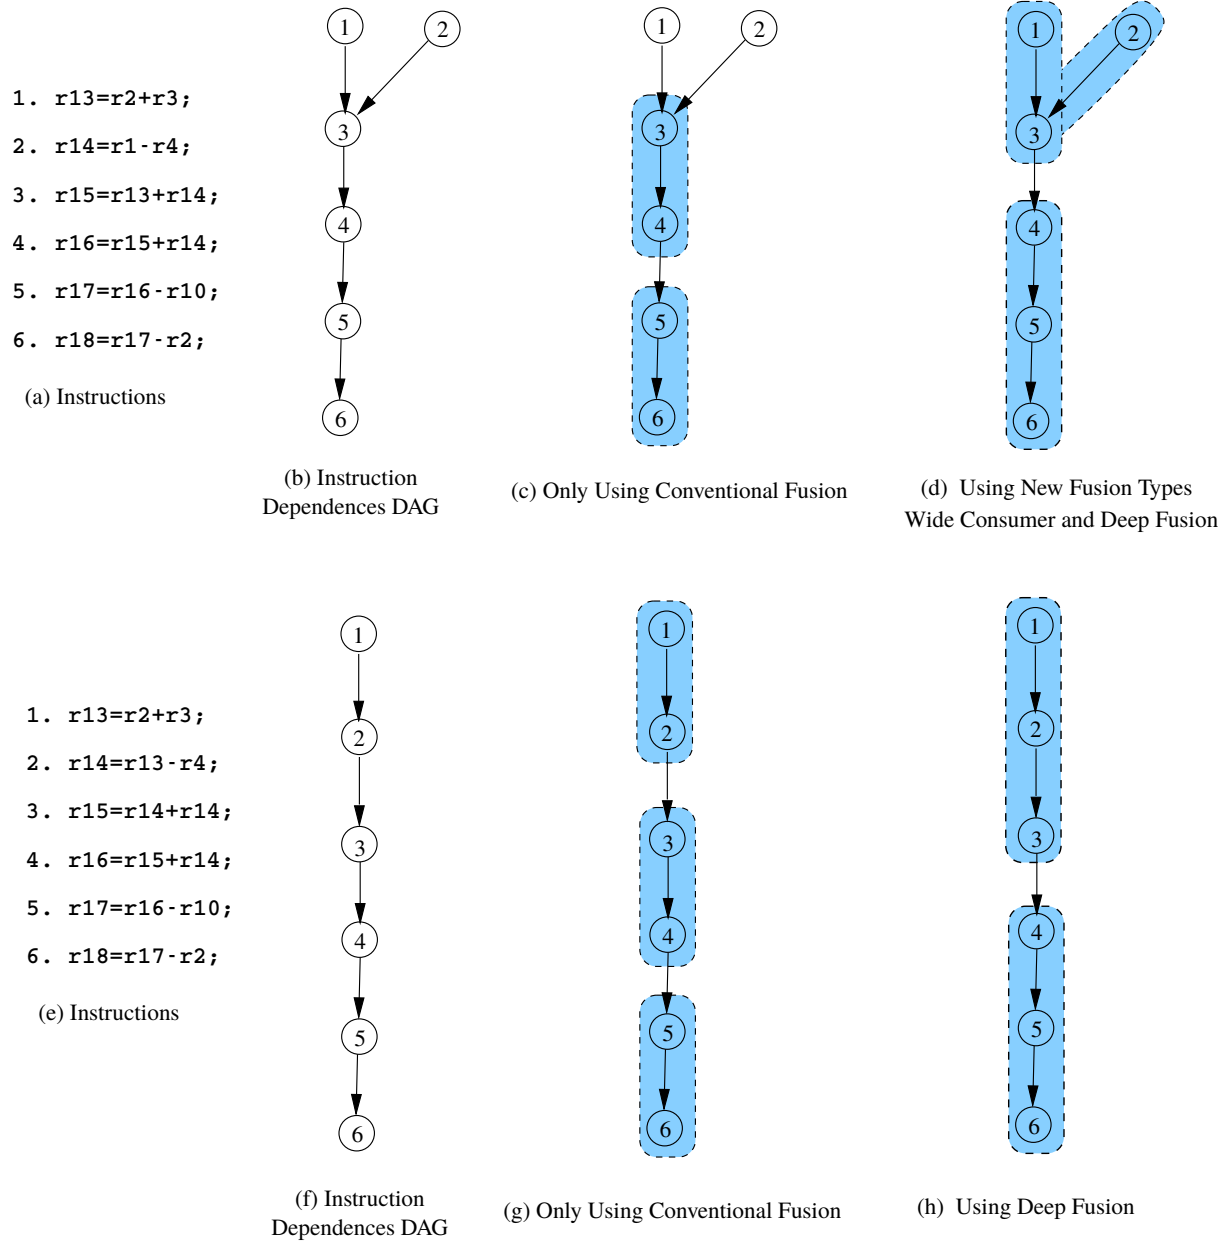 1
2
3
4
5
6
1. r13=r2+r3;
2. r14=r1-r4;
3. r15=r13+r14;
4. r16=r15+r14;
5. r17=r16-r10;
6. r18=r17-r2;
(a) Instructions
(b) Instruction
Dependences DAG
1
2
3
4
5
6
(c) Only Using Conventional Fusion
1
2
3
4
5
6
(d) Using New Fusion Types
Wide Consumer and Deep Fusion
1. r13=r2+r3;
2. r14=r13-r4;
3. r15=r14+r14;
4. r16=r15+r14;
5. r17=r16-r10;
6. r18=r17-r2;
(e) Instructions
1
2
3
4
5
6
(f) Instruction
Dependences DAG
1
2
3
4
5
6
(g) Only Using Conventional Fusion
1
2
3
4
5
6
(h) Using Deep Fusion